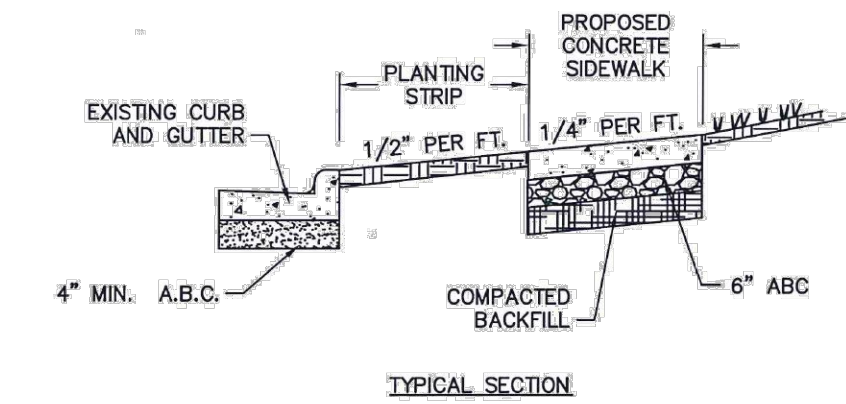 PROPOSED
CONCRETE
SIDEWALK
PLANTING
STRIP
EXISTING CURB
AND GUTTER
1/2" PER FT.
1/4" PER FT.
4" MIN. A.B.C.
COMPACTED
BACKFILL
6" ABC
TYPICAL SECTION